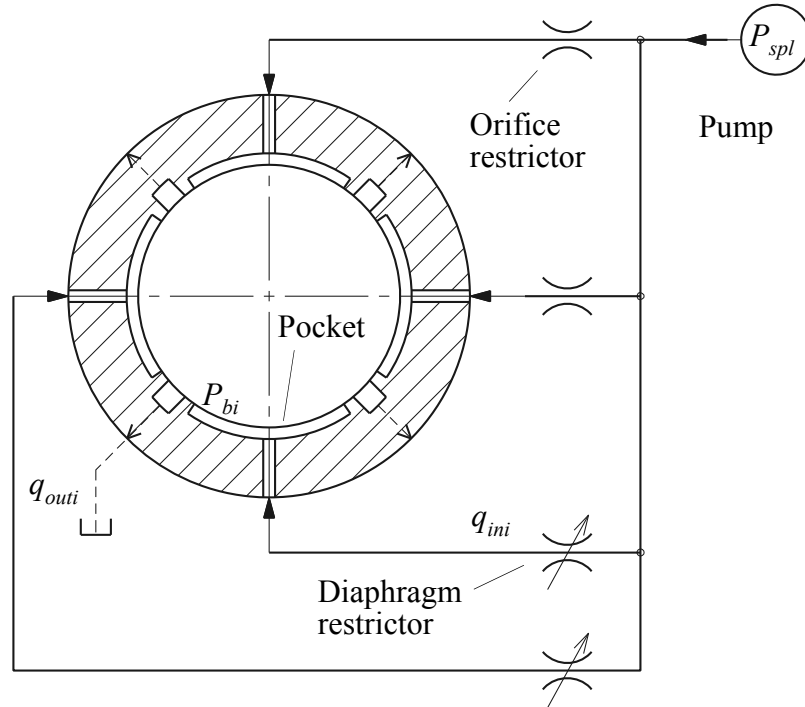 P_spl
Orifice
restrictor
Pump
Pocket
P_bi
q_outi
q_ini
Diaphragm
restrictor